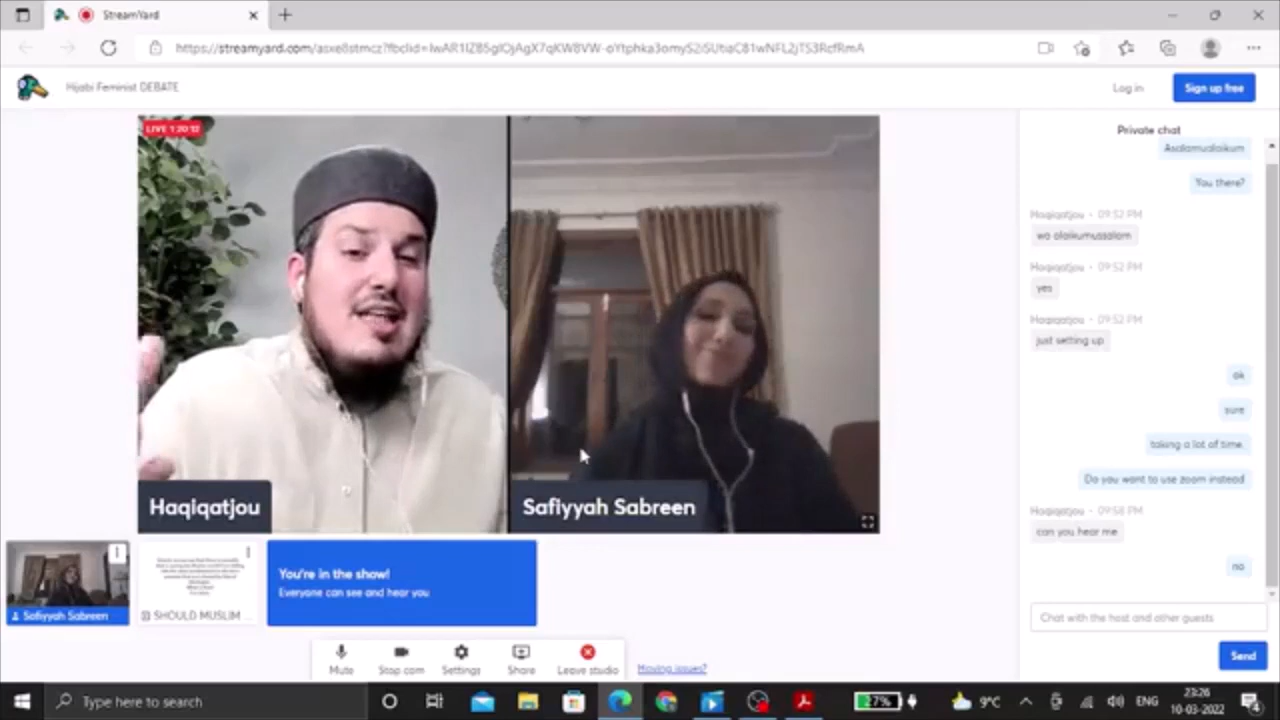 StreamYard
Hijabi Feminist DEBATE
Log in
Sign up free
LIVE 1:20:12
Haqiqatjou
Safiyyah Sabreen
Private chat
Asalamualaikum
You there?
Haqiqatjou • 09:52 PM
wa alaikumussalam
Haqiqatjou • 09:52 PM
yes
Haqiqatjou • 09:52 PM
just setting up
ok
sure
taking a lot of time.
Do you want to use zoom instead
Haqiqatjou • 09:58 PM
can you hear me
no
Chat with the host and other guests
Send
Safiyyah Sabreen
SHOULD MUSLIM ...
You're in the show!
Everyone can see and hear you
Mute
Stop cam
Settings
Share
Leave studio
Having issues?
Type here to search
27%
9°C
ENG
23:26
10-03-2022
4